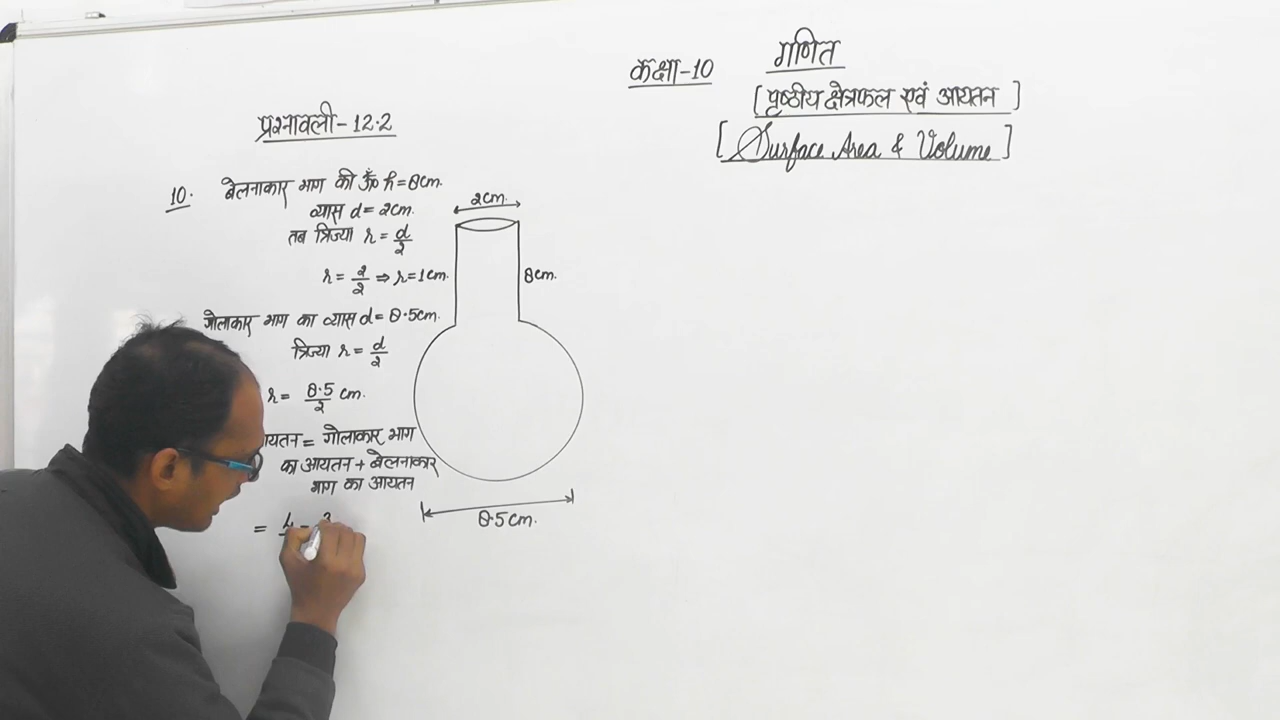 कक्षा-10 गणित
[पृष्ठीय क्षेत्रफल एवं आयतन]
[Surface Area & Volume]
प्रश्नावली-12.2
10. बेलनाकार भाग की ऊँ० h=8cm.
व्यास d=2cm.
तब त्रिज्या r=d/2
r=2/2⇒r=1cm.
गोलाकार भाग का व्यास d=8.5cm.
त्रिज्या r=d/2
r=8.5/2 cm.
=गोलाकार भाग
का आयतन+बेलनाकार
भाग का आयतन
=
2cm.
8cm.
8.5cm.